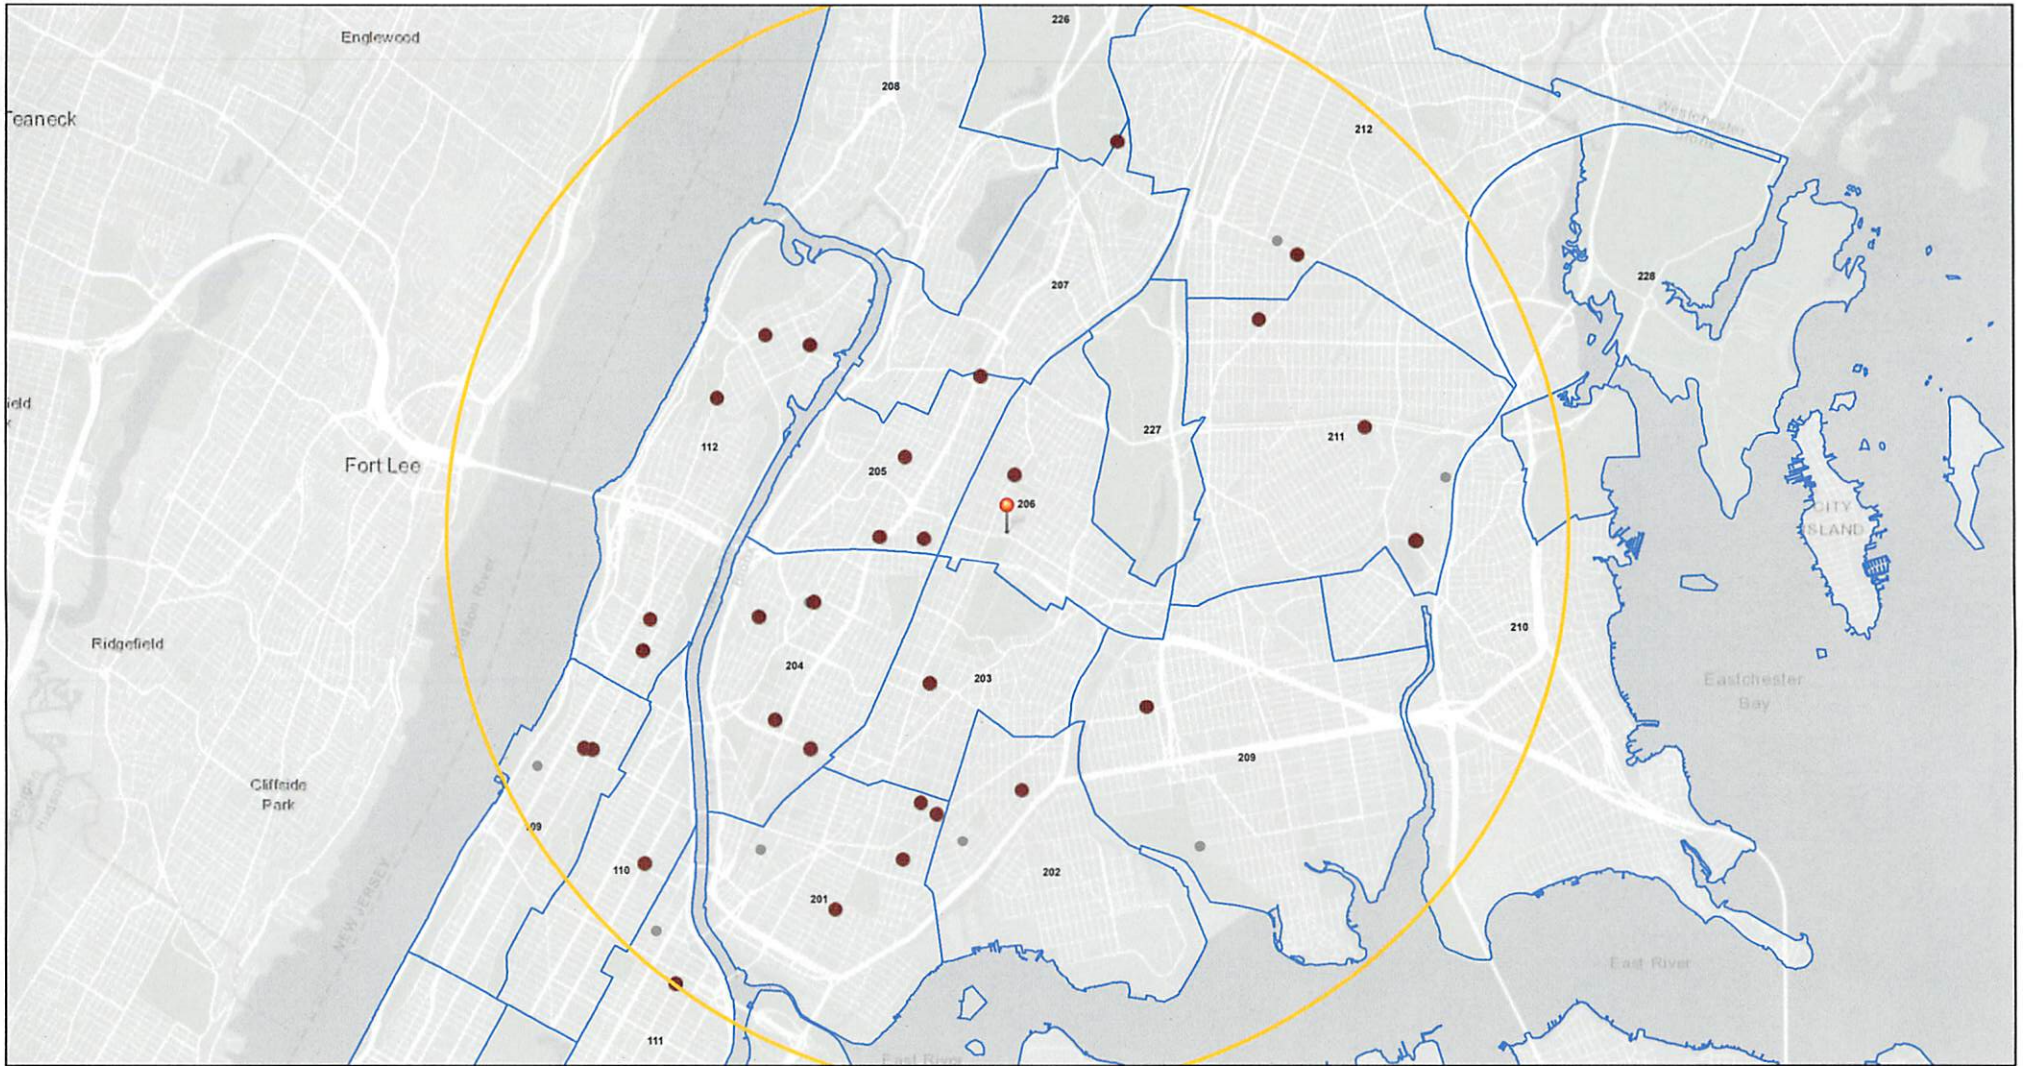 226
Englewood
208
Teaneck
212
Westchester
228
207
227
211
112
Fort Lee
205
206
CITY
ISLAND
Hudson River
Ridgefield
210
204
203
Eastchester
Bay
209
Cliffside
Park
109
110
202
201
NEW JERSEY
East River
111
East River